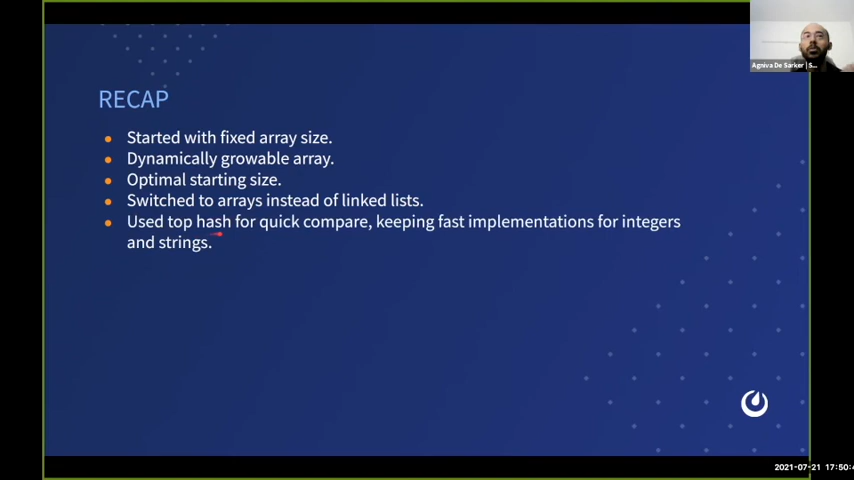 Agniva De Sarker | S...
RECAP
Started with fixed array size.
Dynamically growable array.
Optimal starting size.
Switched to arrays instead of linked lists.
Used top hash for quick compare, keeping fast implementations for integers
and strings.
2021-07-21 17:50:4